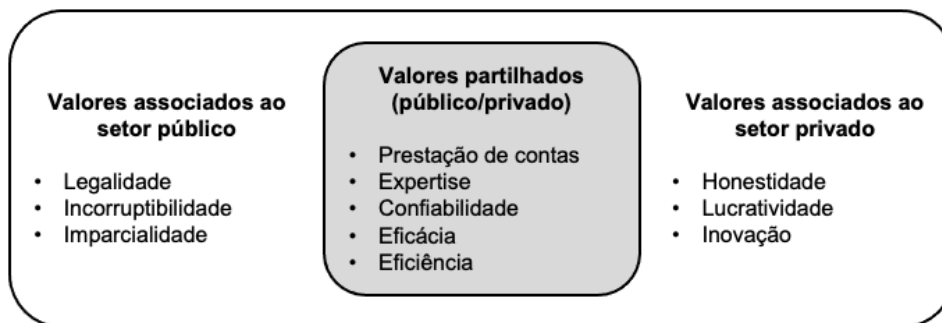 Valores associados ao
setor público
• Legalidade
• Incorruptibilidade
• Imparcialidade
Valores partilhados
(público/privado)
• Prestação de contas
• Expertise
• Confiabilidade
• Eficácia
• Eficiência
Valores associados ao
setor privado
• Honestidade
• Lucratividade
• Inovação